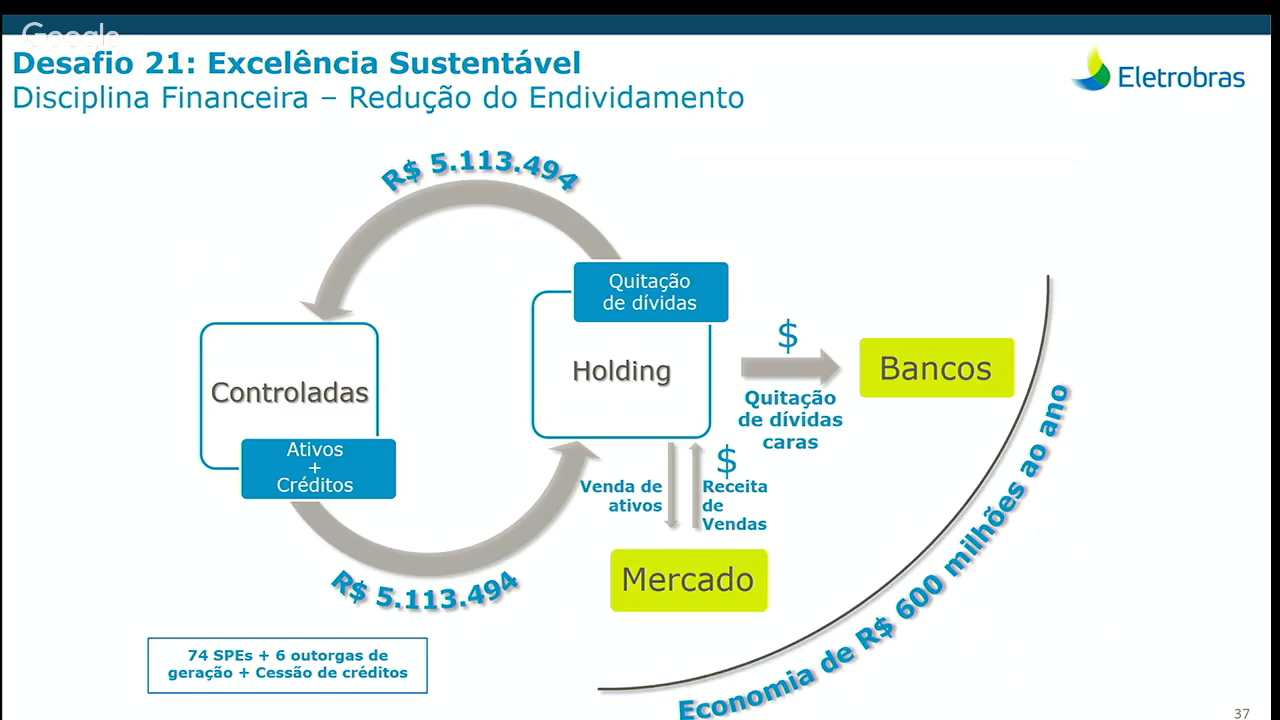 Google
Desafio 21: Excelência Sustentável
Disciplina Financeira – Redução do Endividamento
Eletrobras
R$ 5.113.494
Quitação
de dívidas
Holding
Controladas
Ativos
+
Créditos
$
Bancos
Quitação
de dívidas
caras
Venda de
ativos
$
Receita
de
Vendas
Mercado
R$ 5.113.494
Economia de R$ 600 milhões ao ano
74 SPEs + 6 outorgas de
geração + Cessão de créditos
37